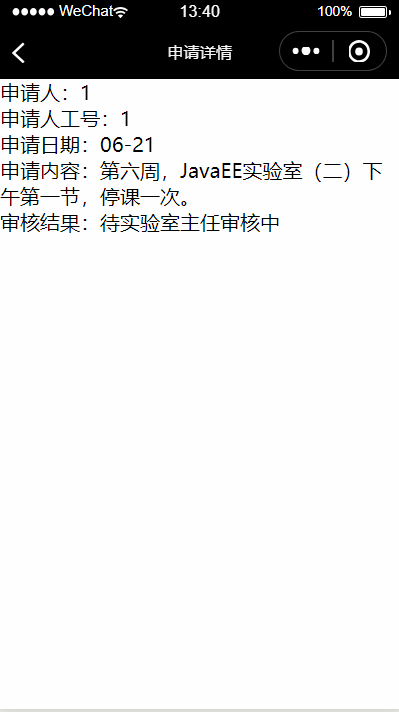 WeChat 13:40 100%
申请详情
申请人：1
申请人工号：1
申请日期：06-21
申请内容：第六周，JavaEE实验室（二）下
午第一节，停课一次。
审核结果：待实验室主任审核中